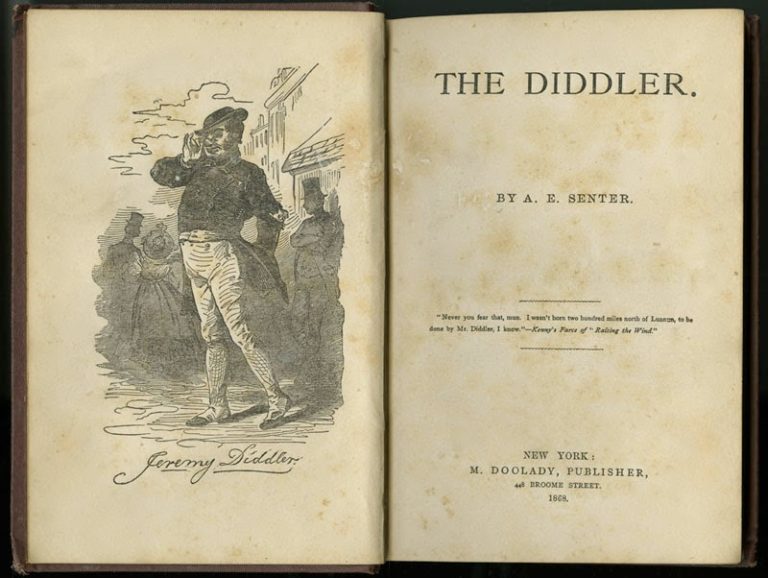 Jeremy Diddler.
THE DIDDLER.
BY A. E. SENTER.
"Never you fear that, mun. I wasn't born two hundred miles north of Lunnun, to be
done by Mr. Diddler, I know."—Kenny's Farce of "Raising the Wind."
NEW YORK:
M. DOOLADY, PUBLISHER,
448 BROOME STREET.
1868.